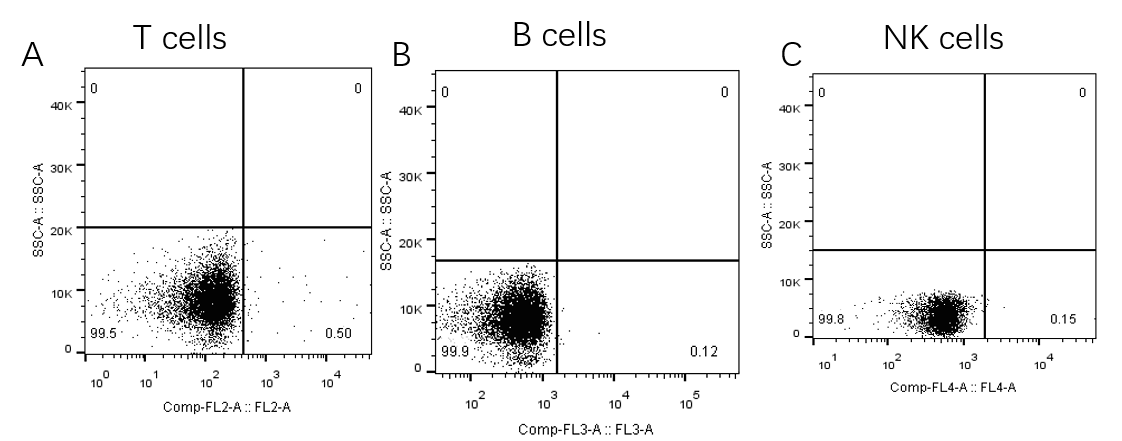 A
T cells
0
0
40K
30K
20K
10K
0
SSC-A :: SSC-A
99.5
0.50
10^0
10^1
10^2
10^3
10^4
Comp-FL2-A :: FL2-A
B
B cells
0
0
40K
30K
20K
10K
0
SSC-A :: SSC-A
99.9
0.12
10^2
10^3
10^4
10^5
Comp-FL3-A :: FL3-A
C
NK cells
0
0
40K
30K
20K
10K
0
SSC-A :: SSC-A
99.8
0.15
10^1
10^2
10^3
10^4
Comp-FL4-A :: FL4-A